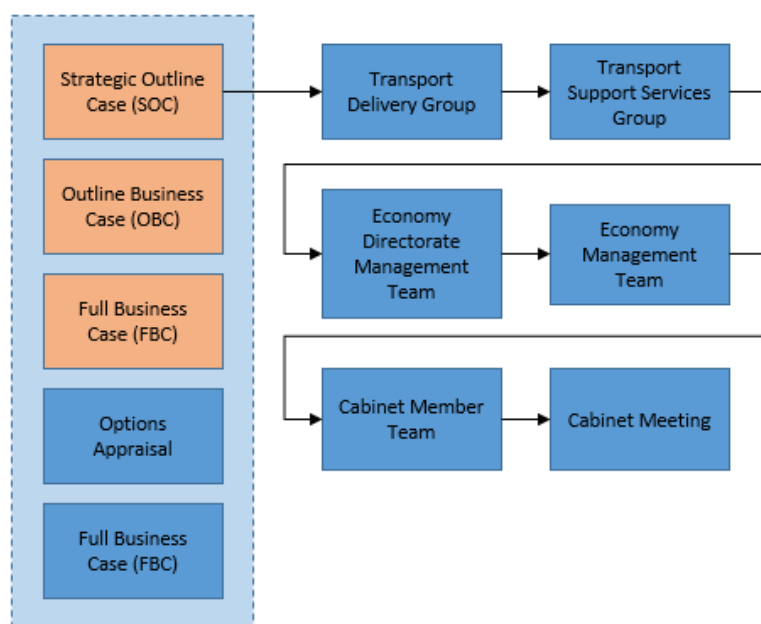 Strategic Outline
Case (SOC)
Transport
Delivery Group
Transport
Support Services
Group
Outline Business
Case (OBC)
Economy
Directorate
Management
Team
Economy
Management
Team
Full Business
Case (FBC)
Cabinet Member
Team
Cabinet Meeting
Options
Appraisal
Full Business
Case (FBC)